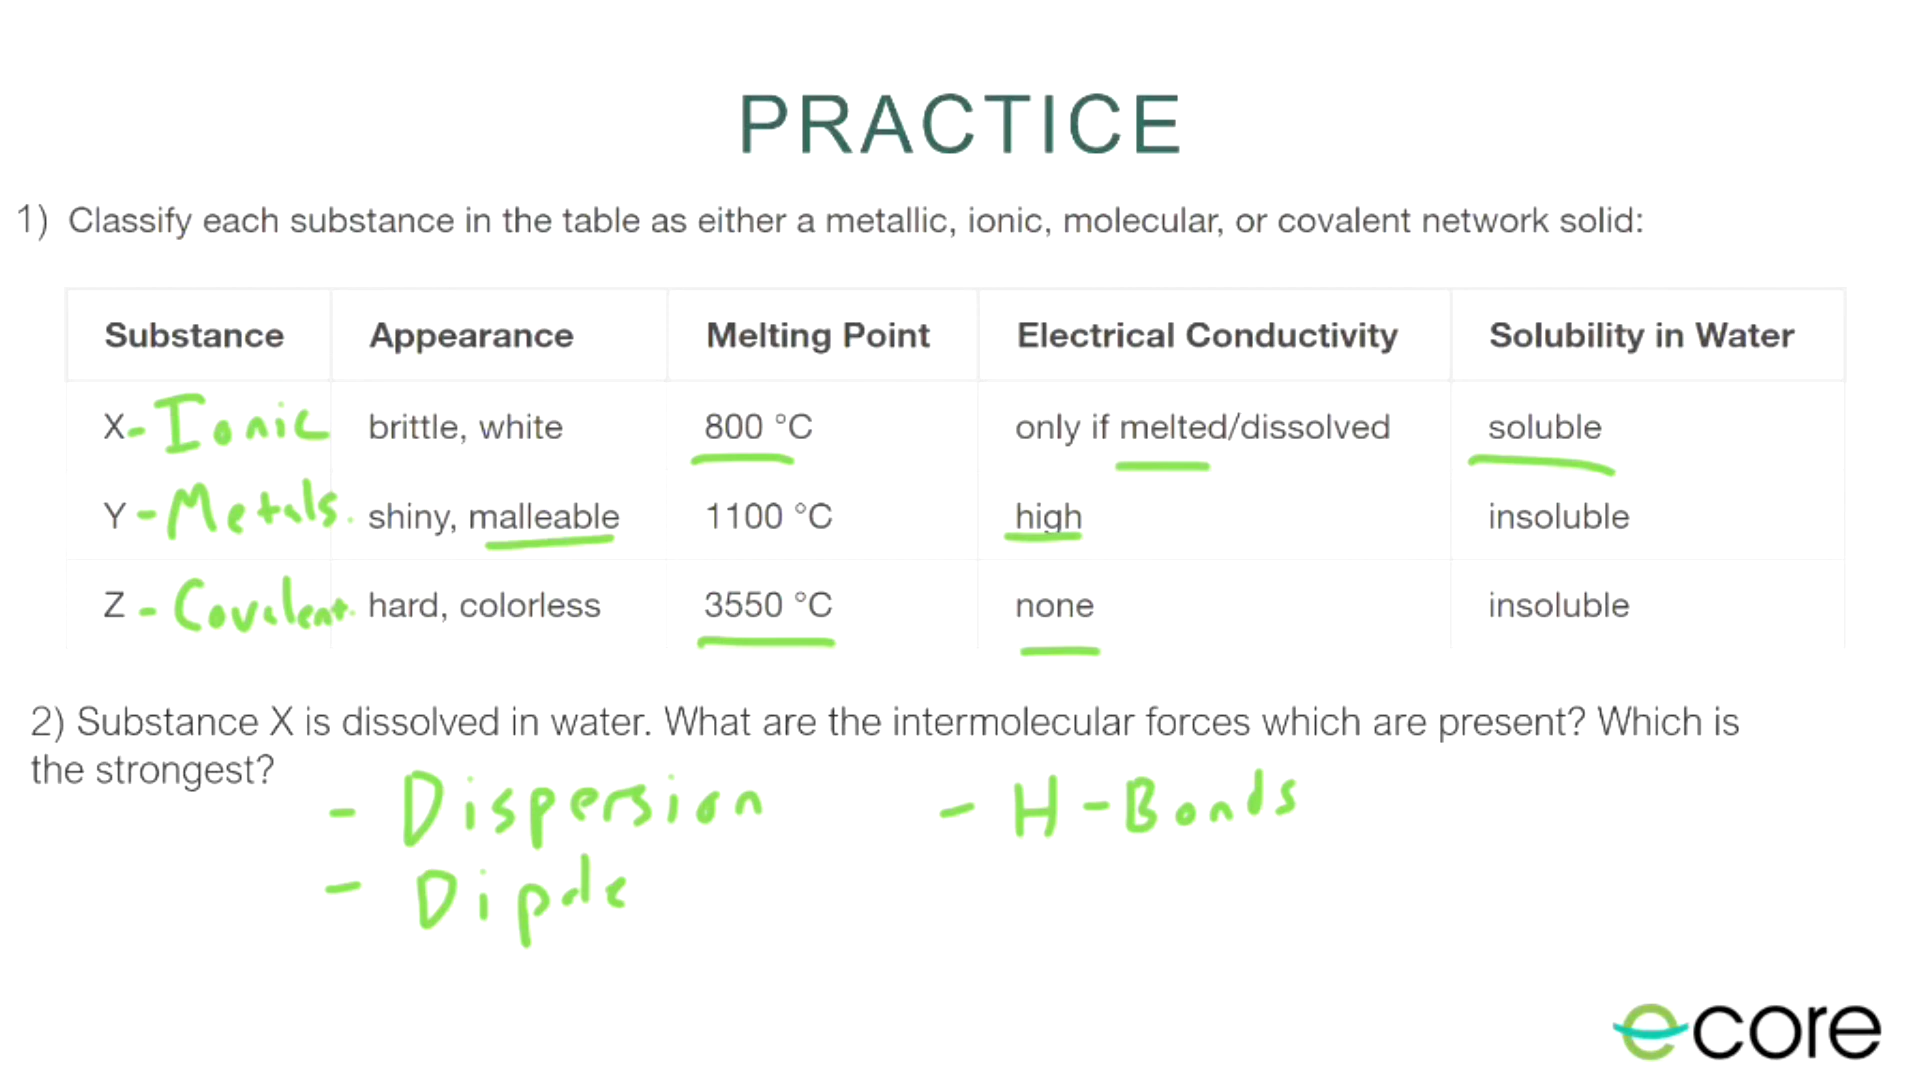 PRACTICE
1) Classify each substance in the table as either a metallic, ionic, molecular, or covalent network solid:
Substance Appearance Melting Point Electrical Conductivity Solubility in Water
X - Ionic brittle, white 800 °C only if melted/dissolved soluble
Y - Metals. shiny, malleable 1100 °C high insoluble
Z - Covalent. hard, colorless 3550 °C none insoluble
2) Substance X is dissolved in water. What are the intermolecular forces which are present? Which is
the strongest?
- Dispersion - H-Bonds
- Dipole
ecore